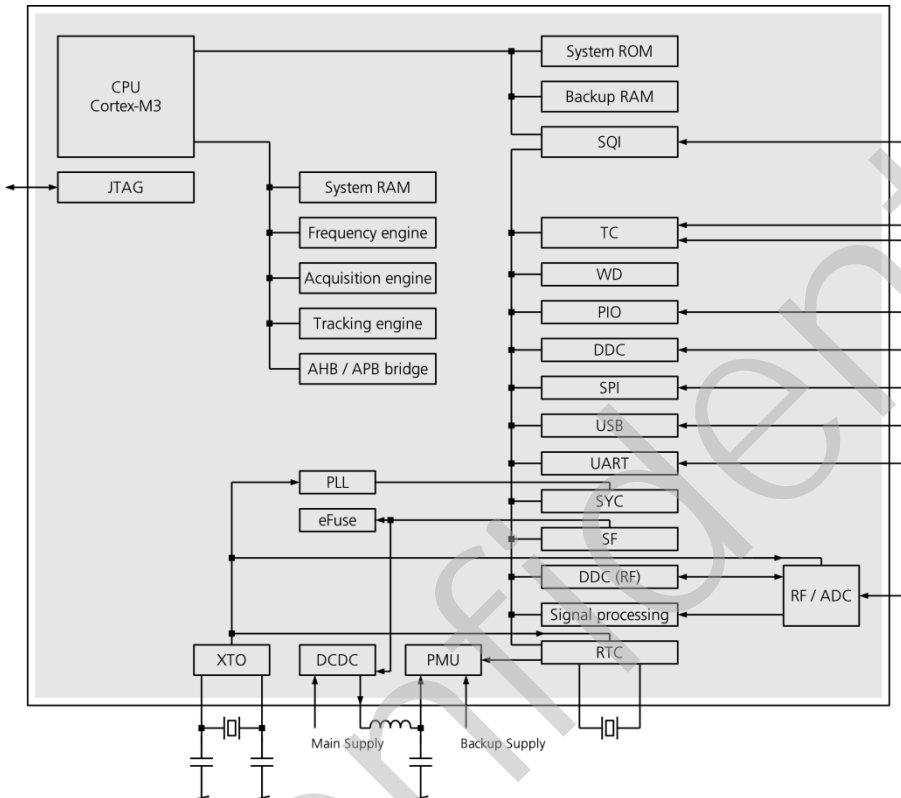 CPU
Cortex-M3
JTAG
System ROM
Backup RAM
SQI
System RAM
Frequency engine
Acquisition engine
Tracking engine
AHB / APB bridge
TC
WD
PIO
DDC
SPI
USB
UART
SYC
SF
DDC (RF)
Signal processing
RTC
PLL
eFuse
RF / ADC
XTO
DCDC
PMU
Main Supply
Backup Supply
onfident